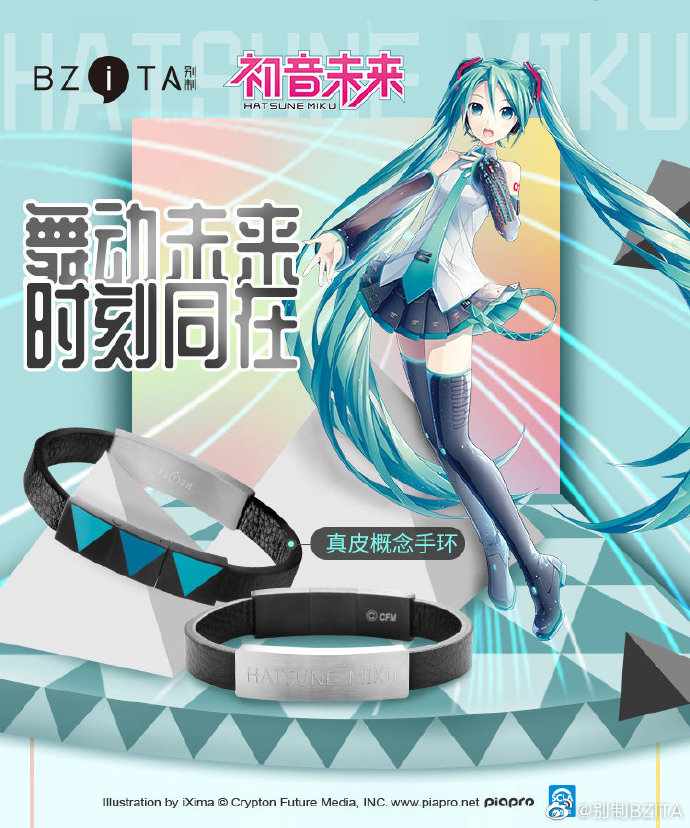 HATSUNE MIKU
BZiTA 别制
初音未来
HATSUNE MIKU
舞动未来
时刻同在
BZiTA
真皮概念手环
© CFM
HATSUNE MIKU
Illustration by iXima © Crypton Future Media, INC. www.piapro.net piapro
@别制BZITA